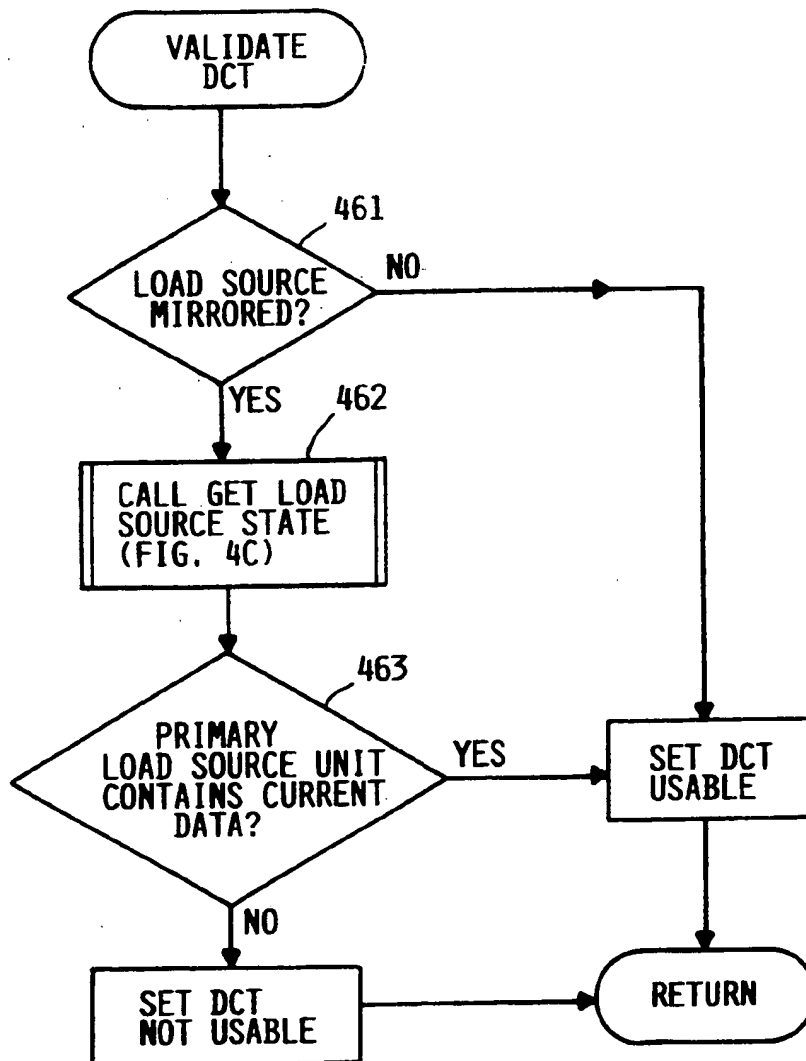 VALIDATE
DCT
461
LOAD SOURCE
MIRRORED?
NO
YES
462
CALL GET LOAD
SOURCE STATE
(FIG. 4C)
463
PRIMARY
LOAD SOURCE UNIT
CONTAINS CURRENT
DATA?
YES
SET DCT
USABLE
NO
SET DCT
NOT USABLE
RETURN